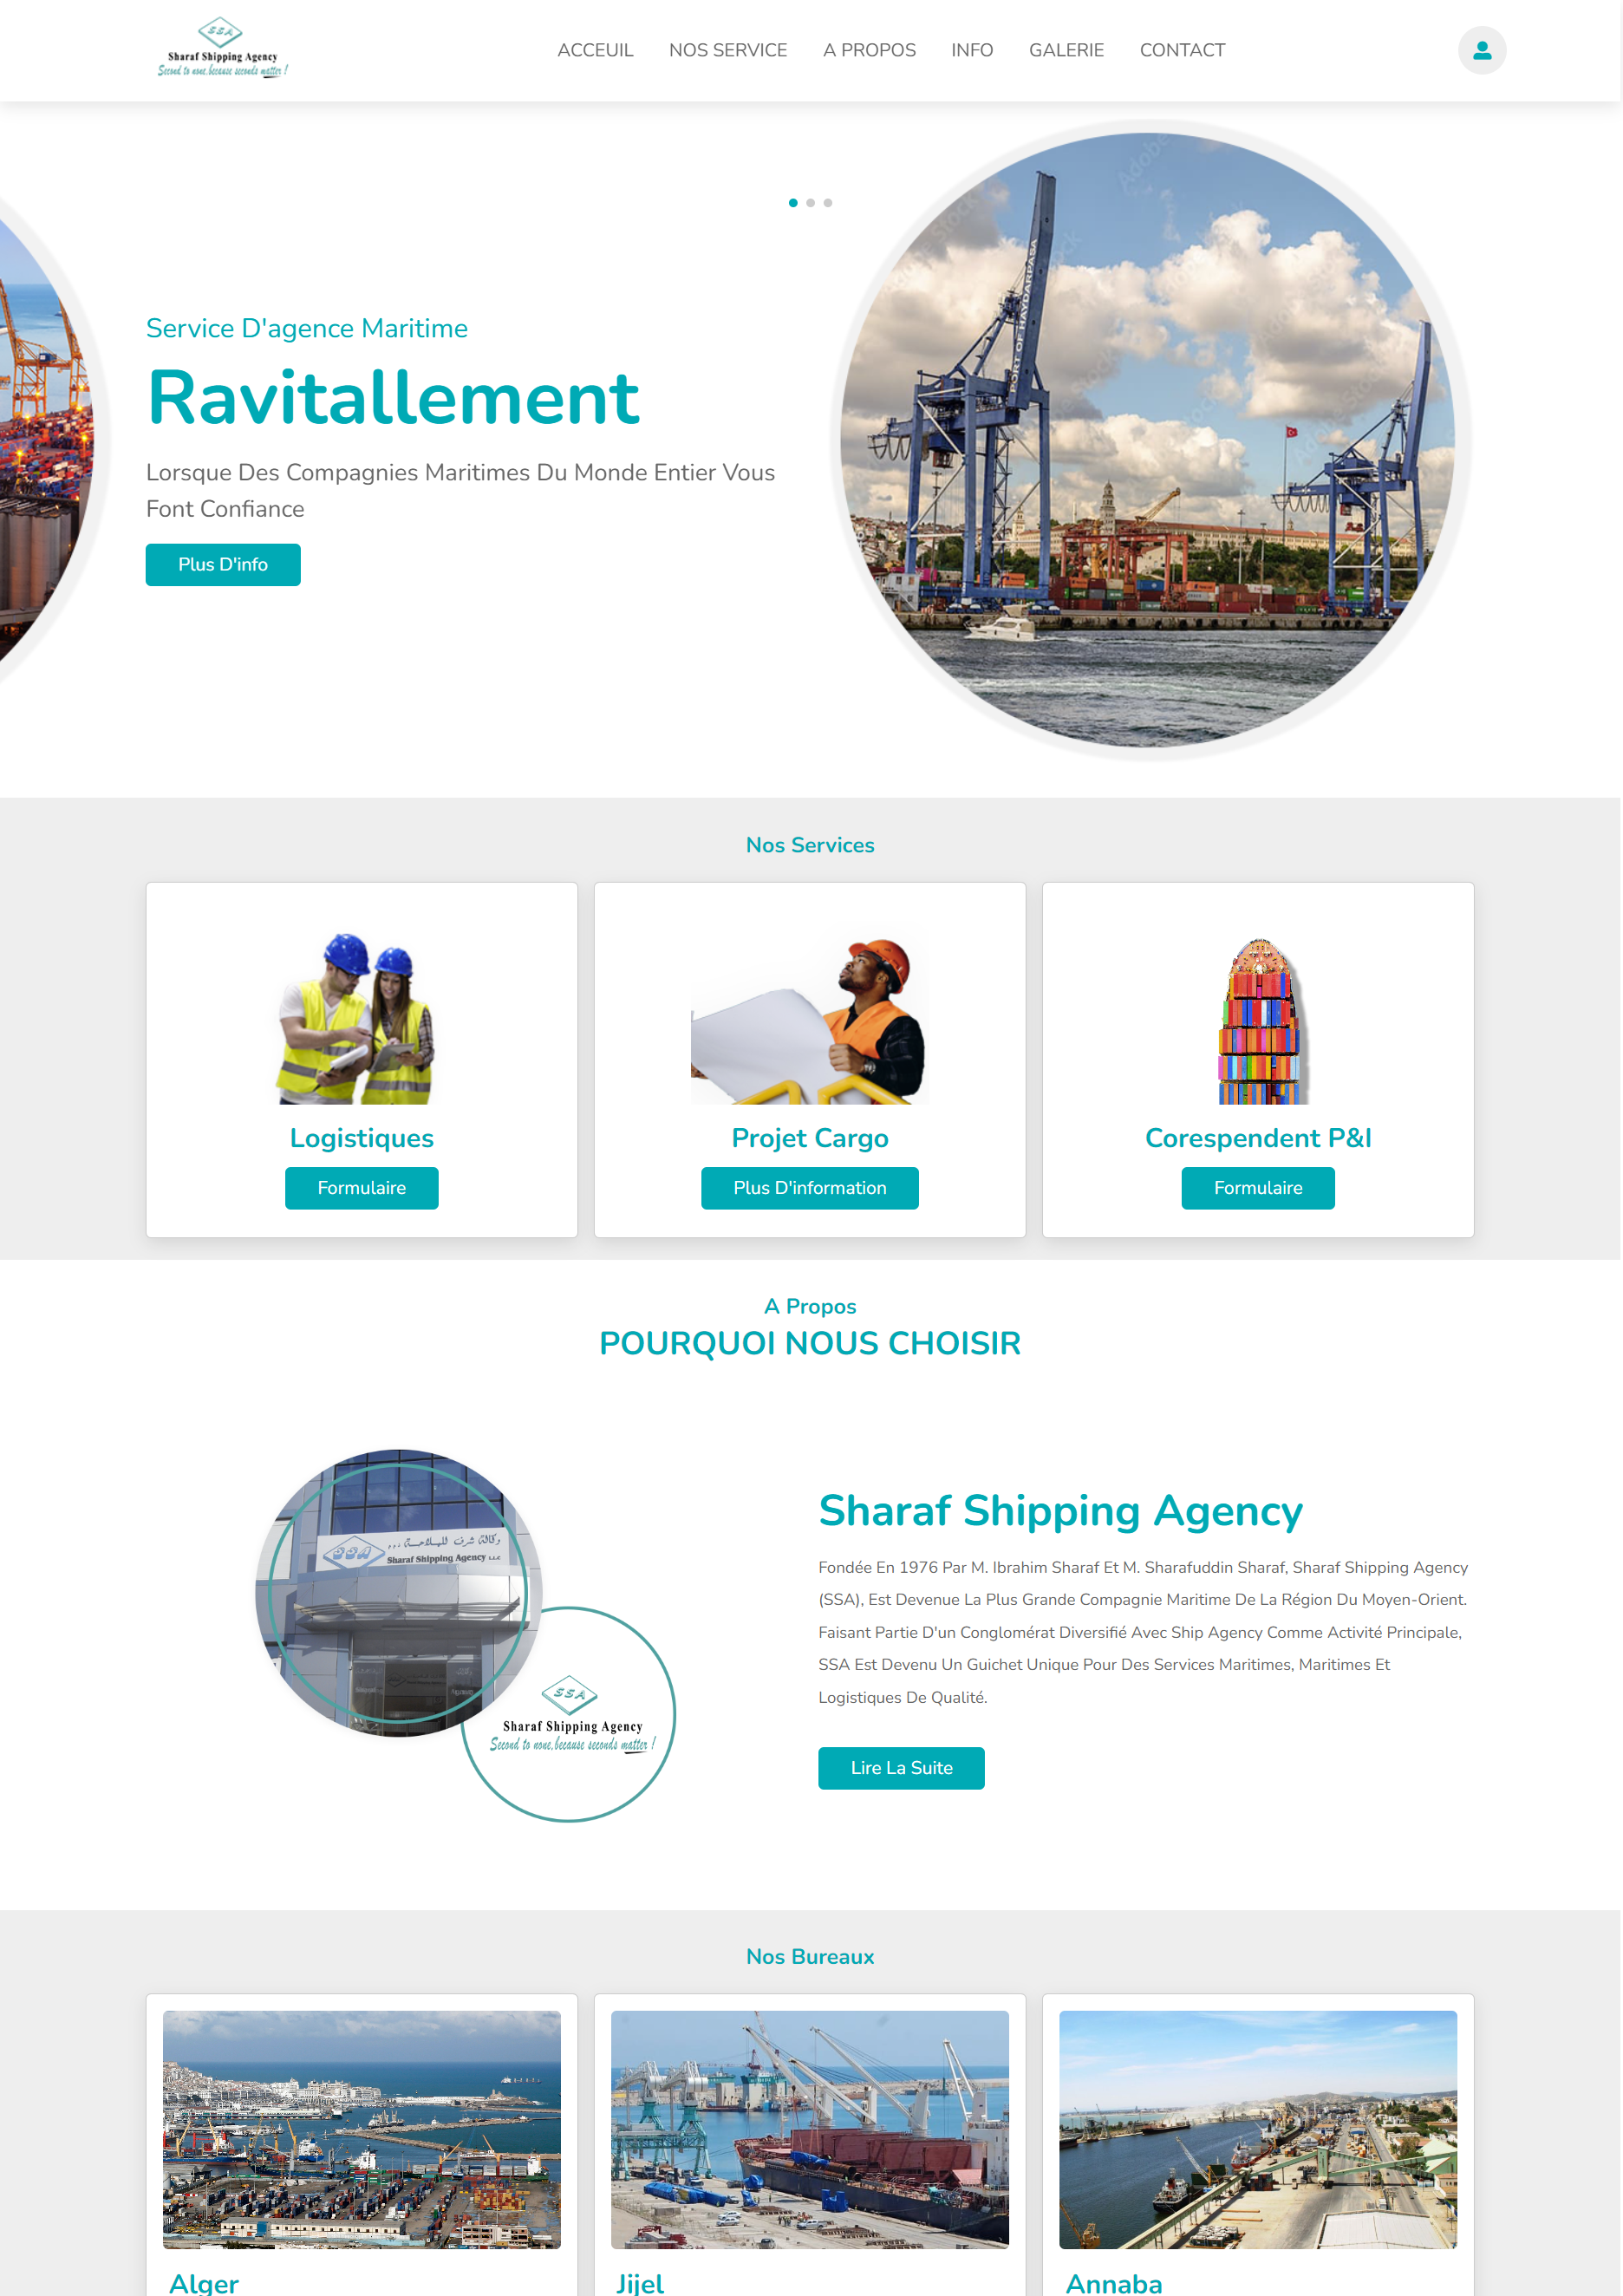 SSA
Sharaf Shipping Agency
Second to none, because seconds matter !
ACCEUIL NOS SERVICE A PROPOS INFO GALERIE CONTACT
Service D'agence Maritime
Ravitallement
Lorsque Des Compagnies Maritimes Du Monde Entier Vous
Font Confiance
Plus D'info
PORT OF HAYDARPASA
Adobe Stock
Nos Services
Logistiques
Formulaire
Projet Cargo
Plus D'information
Corespendent P&I
Formulaire
A Propos
POURQUOI NOUS CHOISIR
وكالة شرف للملاحة ذ م م
SSA
Sharaf Shipping Agency LLC
SSA
Sharaf Shipping Agency
Second to none, because seconds matter !
Sharaf Shipping Agency
Fondée En 1976 Par M. Ibrahim Sharaf Et M. Sharafuddin Sharaf, Sharaf Shipping Agency
(SSA), Est Devenue La Plus Grande Compagnie Maritime De La Région Du Moyen-Orient.
Faisant Partie D'un Conglomérat Diversifié Avec Ship Agency Comme Activité Principale,
SSA Est Devenu Un Guichet Unique Pour Des Services Maritimes, Maritimes Et
Logistiques De Qualité.
Lire La Suite
Nos Bureaux
Alger
Jijel
Annaba